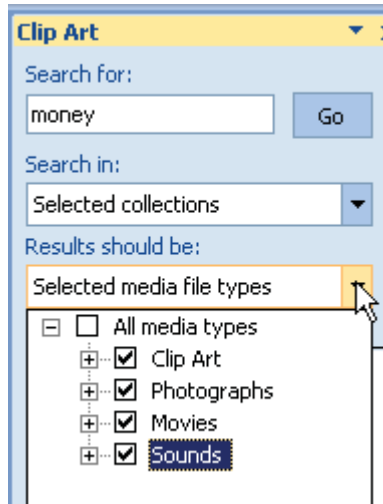 Clip Art
Search for:
money Go
Search in:
Selected collections
Results should be:
Selected media file types
All media types
Clip Art
Photographs
Movies
Sounds